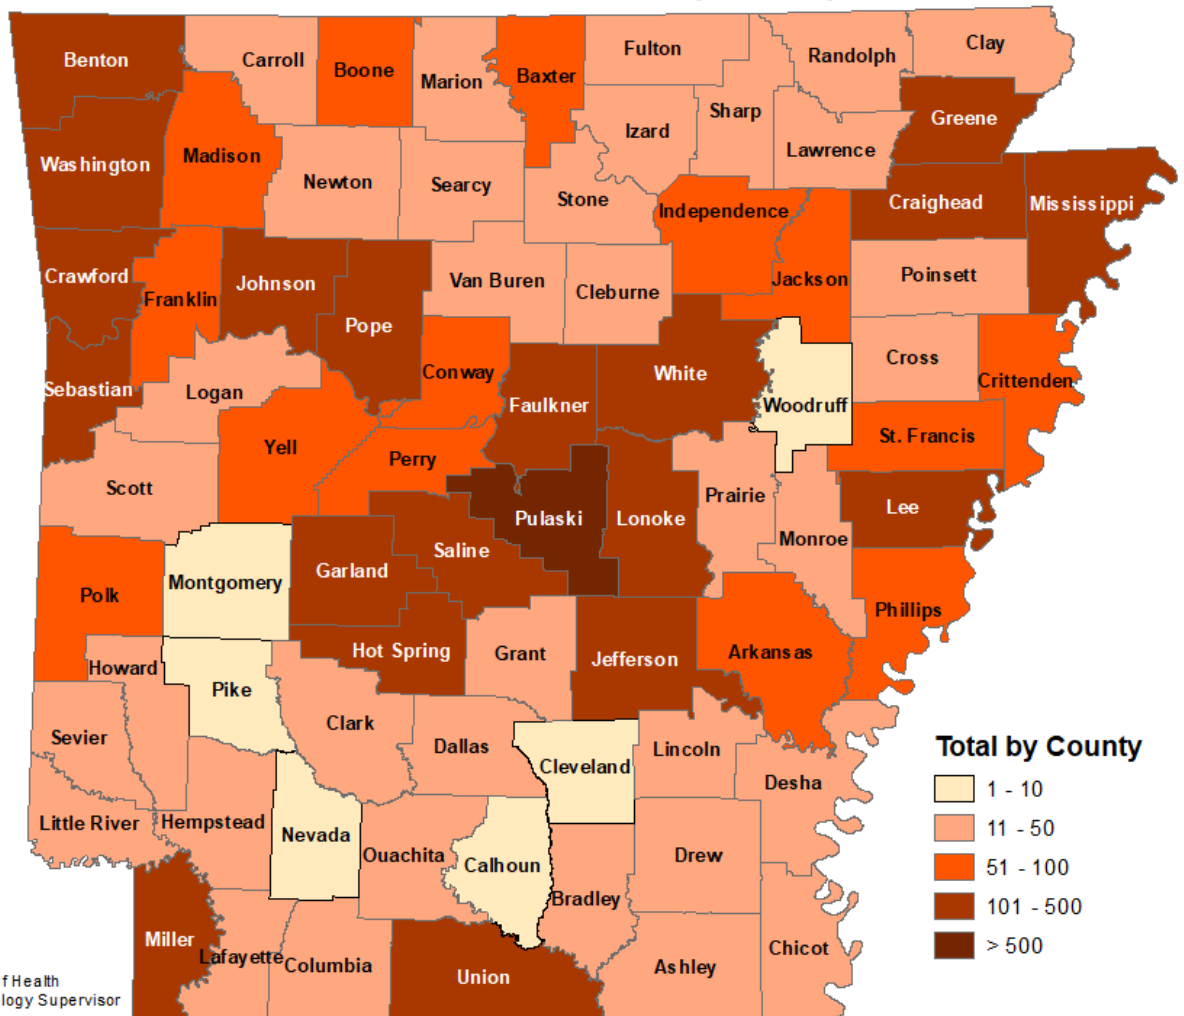 Benton
Carroll
Boone
Marion
Baxter
Fulton
Randolph
Clay
Sharp
Greene
Izard
Lawrence
Washington
Madison
Newton
Searcy
Stone
Independence
Craighead
Mississippi
Crawford
Franklin
Johnson
Van Buren
Cleburne
Jackson
Poinsett
Pope
Cross
Conway
White
Crittenden
Sebastian
Logan
Faulkner
Woodruff
Yell
Perry
St. Francis
Scott
Prairie
Lee
Pulaski
Lonoke
Monroe
Saline
Garland
Montgomery
Polk
Phillips
Howard
Hot Spring
Grant
Jefferson
Arkansas
Pike
Sevier
Clark
Dallas
Lincoln
Cleveland
Desha
Little River
Hempstead
Nevada
Ouachita
Calhoun
Drew
Bradley
Miller
Lafayette
Columbia
Union
Ashley
Chicot
Total by County
1 - 10
11 - 50
51 - 100
101 - 500
> 500
f Health
logy Supervisor